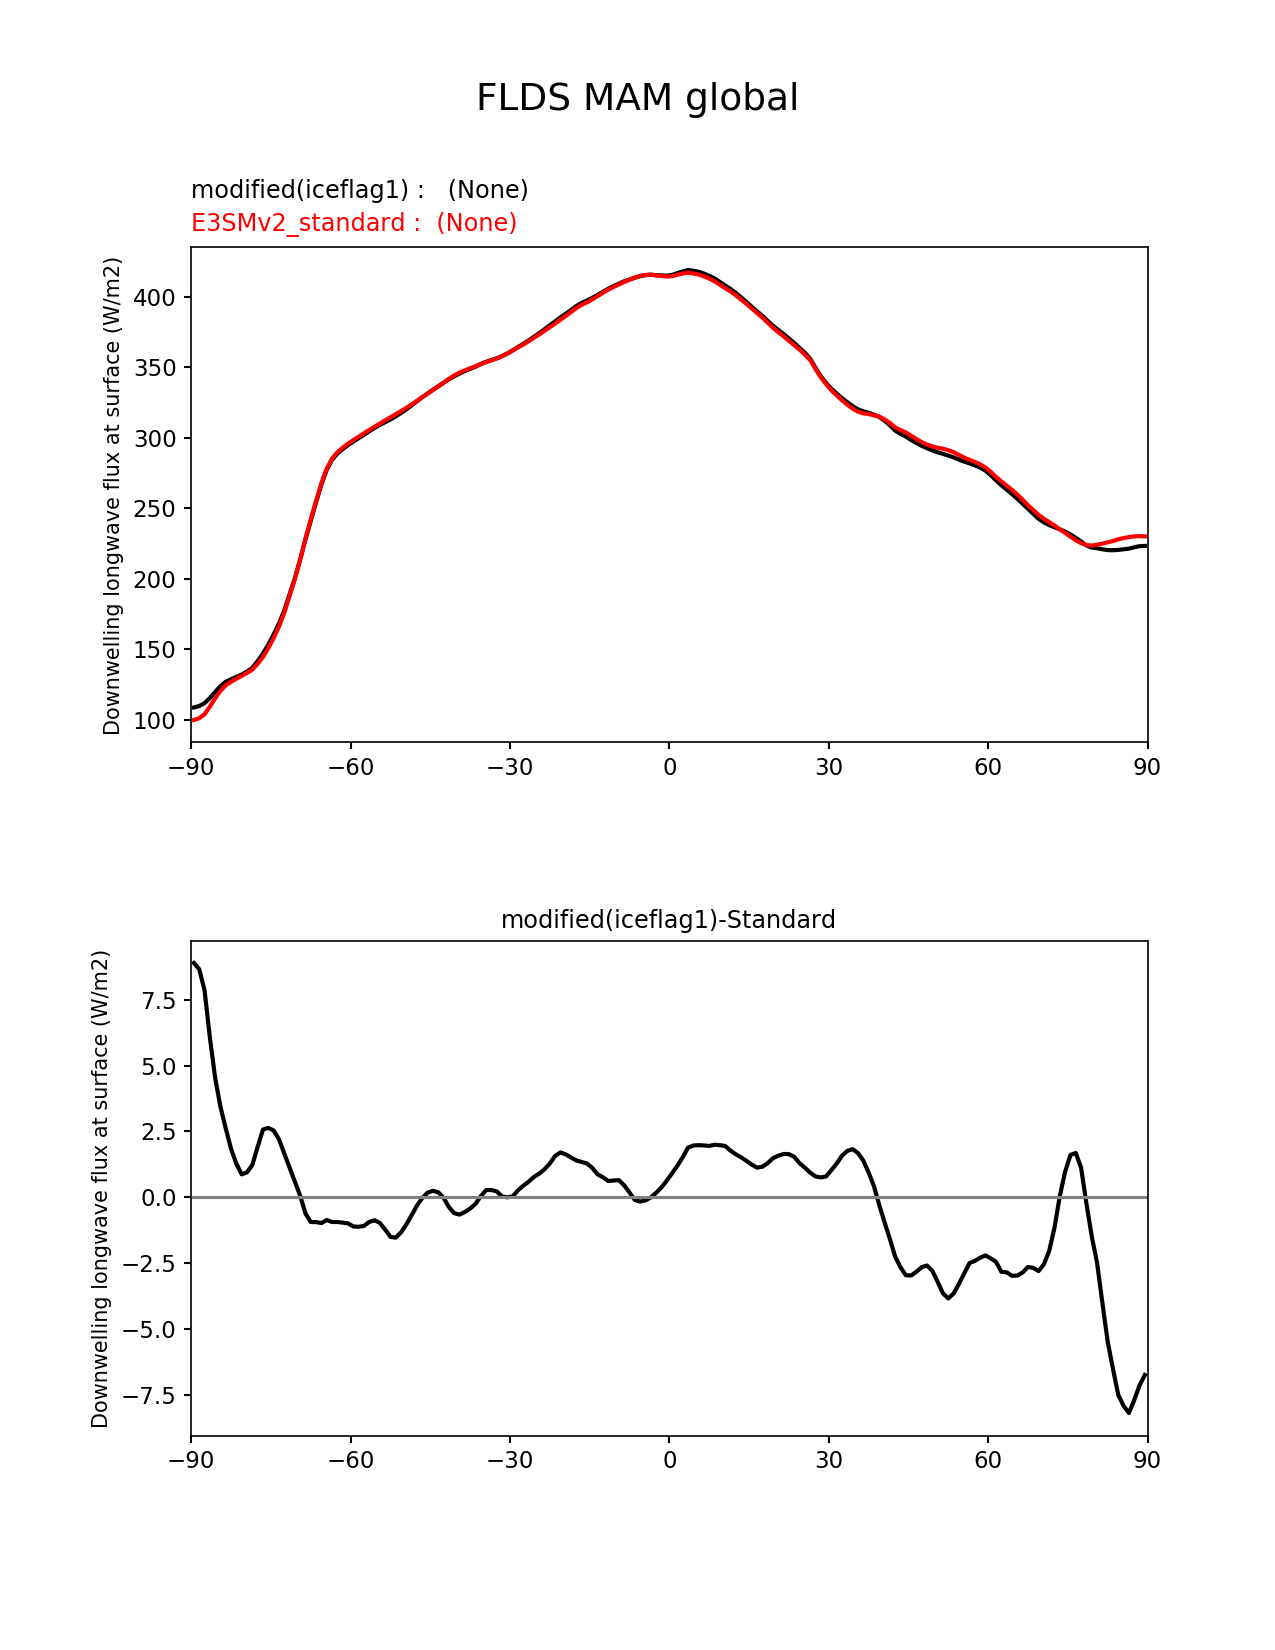 FLDS MAM global
modified(iceflag1) :   (None)
E3SMv2_standard :  (None)
Downwelling longwave flux at surface (W/m2)
400
350
300
250
200
150
100
−90 −60 −30 0 30 60 90
modified(iceflag1)-Standard
Downwelling longwave flux at surface (W/m2)
7.5
5.0
2.5
0.0
−2.5
−5.0
−7.5
−90 −60 −30 0 30 60 90